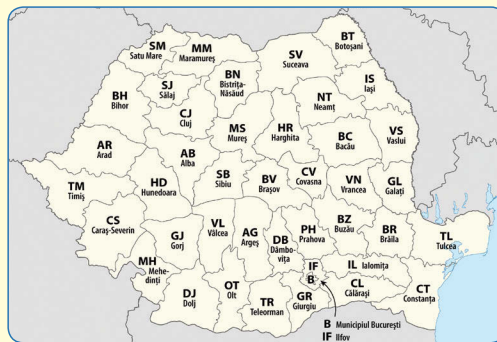 SM
Satu Mare
MM
Maramureș
BT
Botoșani
SV
Suceava
BN
Bistrița-
Năsăud
SJ
Sălaj
IS
Iași
BH
Bihor
NT
Neamț
CJ
Cluj
MS
Mureș
HR
Harghita
BC
Bacău
VS
Vaslui
AR
Arad
AB
Alba
TM
Timiș
HD
Hunedoara
SB
Sibiu
BV
Brașov
CV
Covasna
VN
Vrancea
GL
Galați
CS
Caraș-Severin
GJ
Gorj
VL
Vâlcea
AG
Argeș
DB
Dâmbo-
vița
PH
Prahova
BZ
Buzău
BR
Brăila
TL
Tulcea
MH
Mehe-
dinți
IF
B
IL Ialomița
DJ
Dolj
OT
Olt
TR
Teleorman
GR
Giurgiu
CL
Călărași
CT
Constanța
B Municipiul București
IF Ilfov